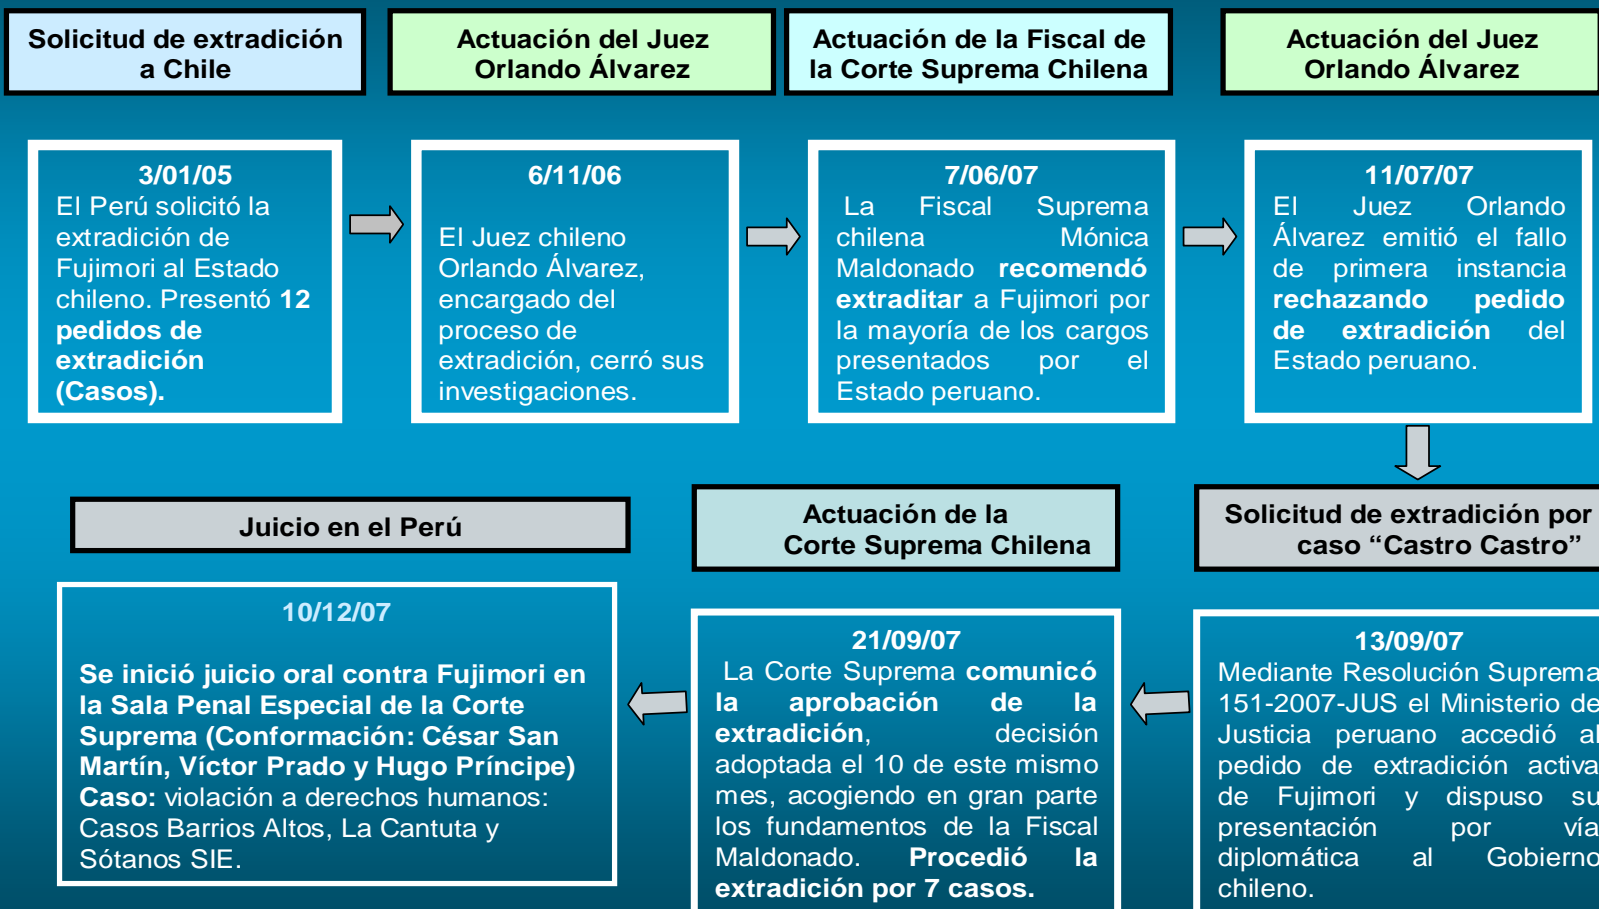 Solicitud de extradición
a Chile
3/01/05
El Perú solicitó la
extradición de
Fujimori al Estado
chileno. Presentó 12
pedidos de
extradición
(Casos).
Actuación del Juez
Orlando Álvarez
6/11/06
El Juez chileno
Orlando Álvarez,
encargado del
proceso de
extradición, cerró sus
investigaciones.
Actuación de la Fiscal de
la Corte Suprema Chilena
7/06/07
La Fiscal Suprema
chilena Mónica
Maldonado recomendó
extraditar a Fujimori por
la mayoría de los cargos
presentados por el
Estado peruano.
Actuación del Juez
Orlando Álvarez
11/07/07
El Juez Orlando
Álvarez emitió el fallo
de primera instancia
rechazando pedido
de extradición del
Estado peruano.
Solicitud de extradición por
caso “Castro Castro”
13/09/07
Mediante Resolución Suprema
151-2007-JUS el Ministerio de
Justicia peruano accedió al
pedido de extradición activa
de Fujimori y dispuso su
presentación por vía
diplomática al Gobierno
chileno.
Actuación de la
Corte Suprema Chilena
21/09/07
La Corte Suprema comunicó
la aprobación de la
extradición, decisión
adoptada el 10 de este mismo
mes, acogiendo en gran parte
los fundamentos de la Fiscal
Maldonado. Procedió la
extradición por 7 casos.
Juicio en el Perú
10/12/07
Se inició juicio oral contra Fujimori en
la Sala Penal Especial de la Corte
Suprema (Conformación: César San
Martín, Víctor Prado y Hugo Príncipe)
Caso: violación a derechos humanos:
Casos Barrios Altos, La Cantuta y
Sótanos SIE.